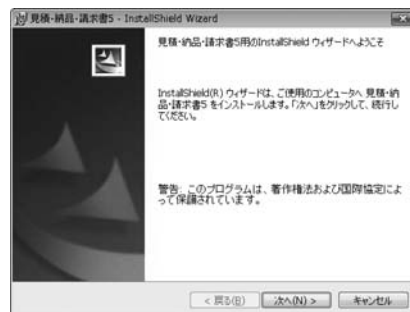 見積・納品・請求書5 - InstallShield Wizard
見積・納品・請求書5用のInstallShield ウィザードへようこそ
InstallShield(R) ウィザードは、ご使用のコンピュータへ 見積・納
品・請求書5 をインストールします。「次へ」をクリックして、続行し
てください。
警告: このプログラムは、著作権法および国際協定によ
って保護されています。
< 戻る(B)
次へ(N) >
キャンセル